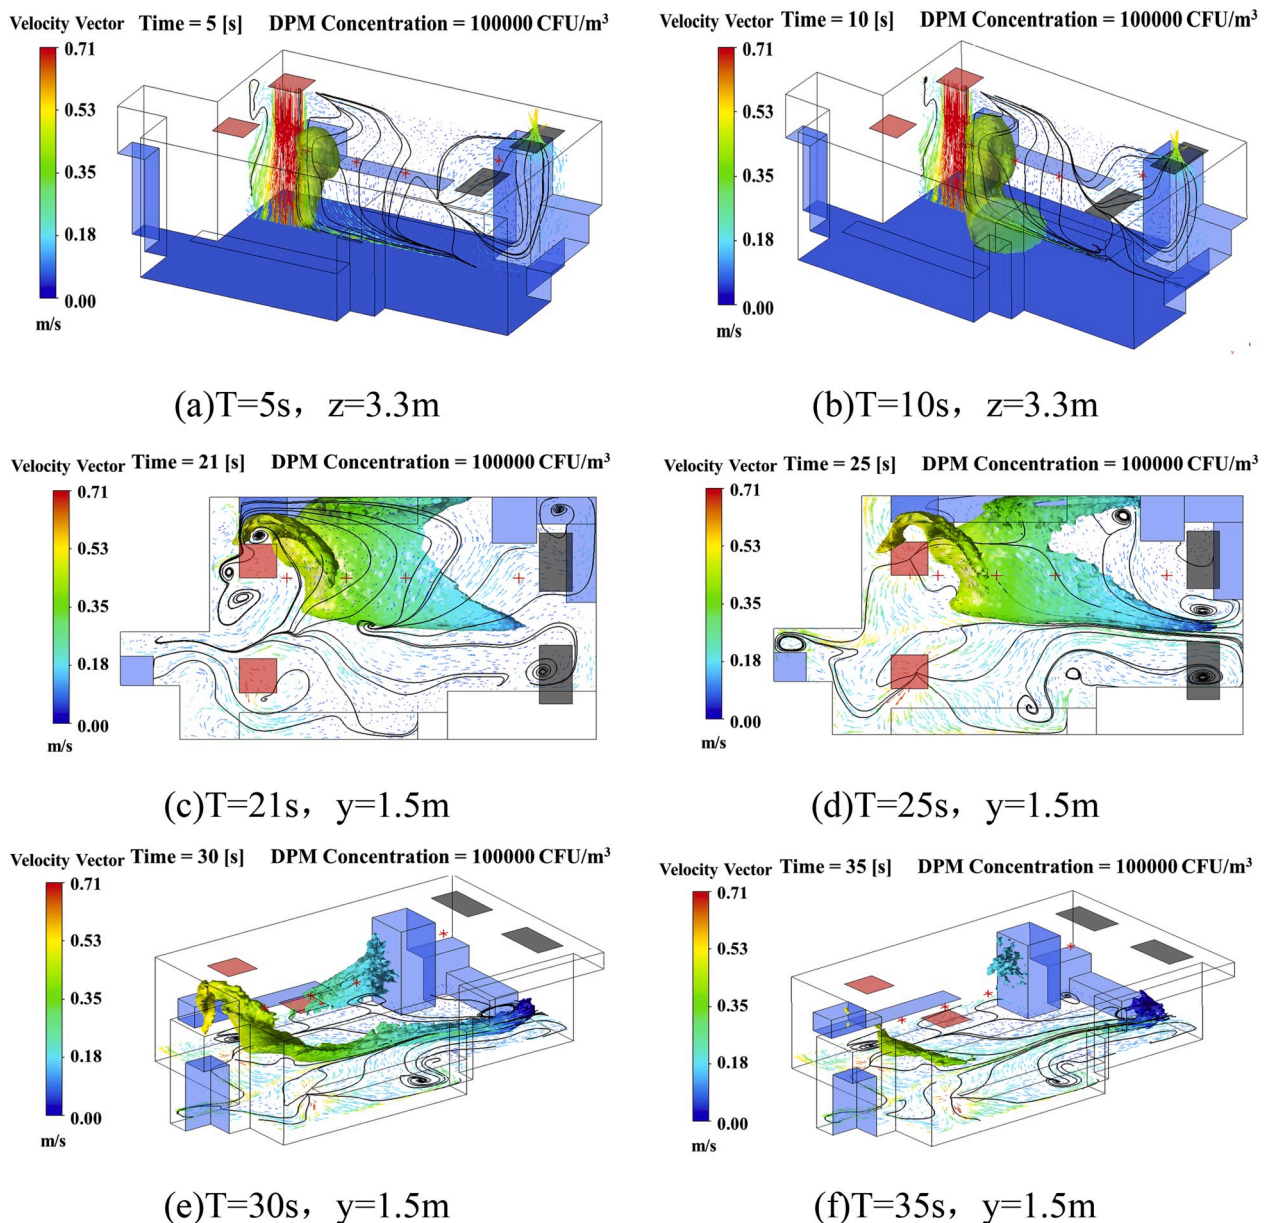 Velocity Vector Time = 5 [s] DPM Concentration = 100000 CFU/m³
0.71
0.53
0.35
0.18
0.00
m/s
(a)T=5s，z=3.3m
Velocity Vector Time = 10 [s] DPM Concentration = 100000 CFU/m³
0.71
0.53
0.35
0.18
0.00
m/s
(b)T=10s，z=3.3m
Velocity Vector Time = 21 [s] DPM Concentration = 100000 CFU/m³
0.71
0.53
0.35
0.18
0.00
m/s
(c)T=21s，y=1.5m
Velocity Vector Time = 25 [s] DPM Concentration = 100000 CFU/m³
0.71
0.53
0.35
0.18
0.00
m/s
(d)T=25s，y=1.5m
Velocity Vector Time = 30 [s] DPM Concentration = 100000 CFU/m³
0.71
0.53
0.35
0.18
0.00
m/s
(e)T=30s，y=1.5m
Velocity Vector Time = 35 [s] DPM Concentration = 100000 CFU/m³
0.71
0.53
0.35
0.18
0.00
m/s
(f)T=35s，y=1.5m